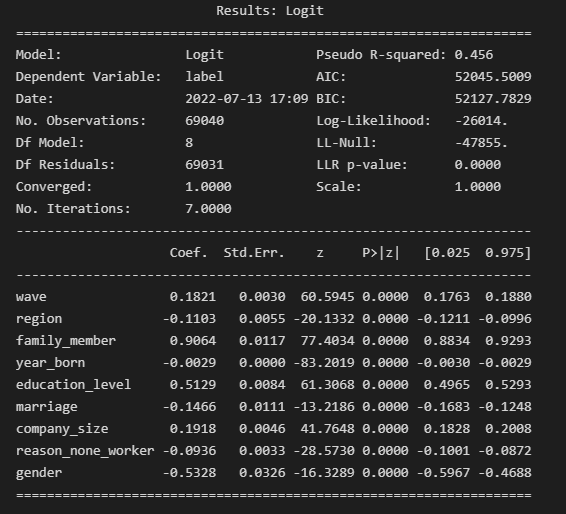 Results: Logit
=================================================================
Model: Logit Pseudo R-squared: 0.456
Dependent Variable: label AIC: 52045.5009
Date: 2022-07-13 17:09 BIC: 52127.7829
No. Observations: 69040 Log-Likelihood: -26014.
Df Model: 8 LL-Null: -47855.
Df Residuals: 69031 LLR p-value: 0.0000
Converged: 1.0000 Scale: 1.0000
No. Iterations: 7.0000
-----------------------------------------------------------------
Coef. Std.Err. z P>|z| [0.025 0.975]
-----------------------------------------------------------------
wave 0.1821 0.0030 60.5945 0.0000 0.1763 0.1880
region -0.1103 0.0055 -20.1332 0.0000 -0.1211 -0.0996
family_member 0.9064 0.0117 77.4034 0.0000 0.8834 0.9293
year_born -0.0029 0.0000 -83.2019 0.0000 -0.0030 -0.0029
education_level 0.5129 0.0084 61.3068 0.0000 0.4965 0.5293
marriage -0.1466 0.0111 -13.2186 0.0000 -0.1683 -0.1248
company_size 0.1918 0.0046 41.7648 0.0000 0.1828 0.2008
reason_none_worker -0.0936 0.0033 -28.5730 0.0000 -0.1001 -0.0872
gender -0.5328 0.0326 -16.3289 0.0000 -0.5967 -0.4688
=================================================================